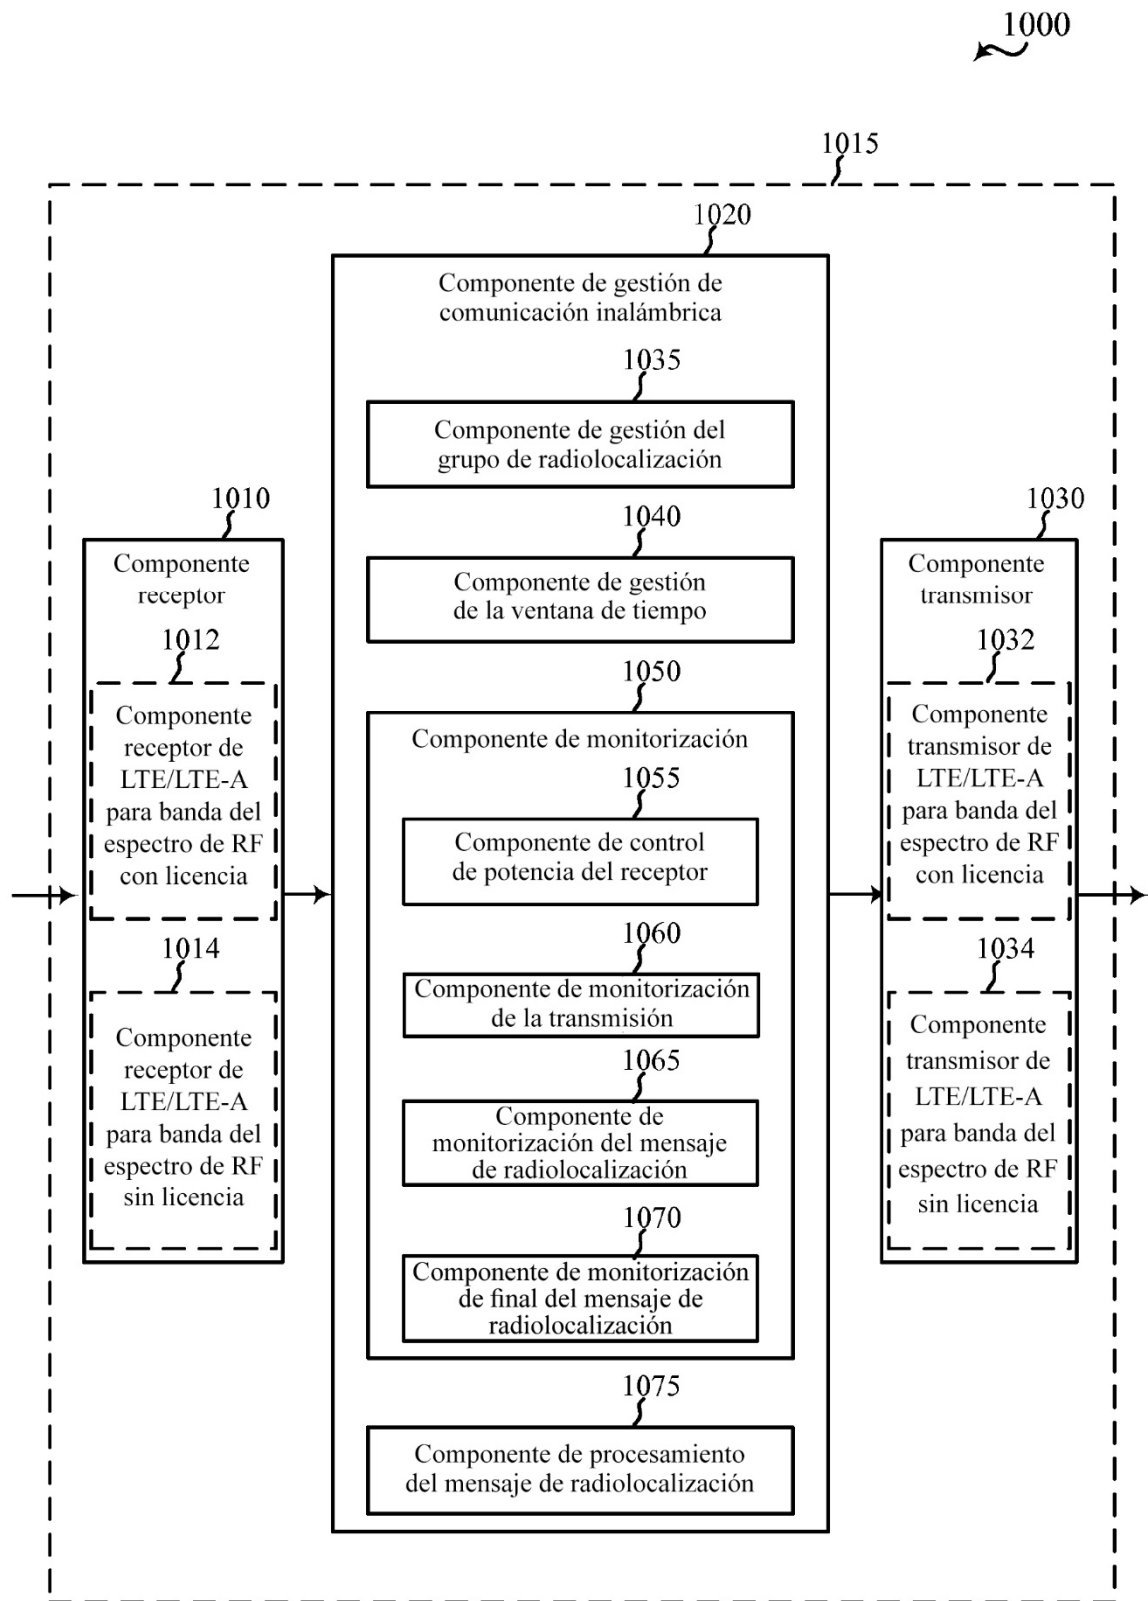 1000
1015
1020
Componente de gestión de
comunicación inalámbrica
1035
Componente de gestión del
grupo de radiolocalización
1040
Componente de gestión
de la ventana de tiempo
1050
Componente de monitorización
1055
Componente de control
de potencia del receptor
1060
Componente de monitorización
de la transmisión
1065
Componente de
monitorización del mensaje
de radiolocalización
1070
Componente de monitorización
de final del mensaje de
radiolocalización
1075
Componente de procesamiento
del mensaje de radiolocalización
1010
Componente
receptor
1012
Componente
receptor de
LTE/LTE-A
para banda del
espectro de RF
con licencia
1014
Componente
receptor de
LTE/LTE-A
para banda del
espectro de RF
sin licencia
1030
Componente
transmisor
1032
Componente
transmisor de
LTE/LTE-A
para banda del
espectro de RF
con licencia
1034
Componente
transmisor de
LTE/LTE-A
para banda del
espectro de RF
sin licencia